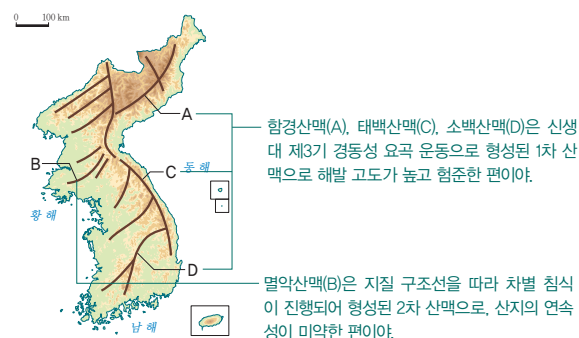 0 100 km
A
함경산맥(A), 태백산맥(C), 소백산맥(D)은 신생
대 제3기 경동성 요곡 운동으로 형성된 1차 산
맥으로 해발 고도가 높고 험준한 편이야.
B
C
동해
황해
D
멸악산맥(B)은 지질 구조선을 따라 차별 침식
이 진행되어 형성된 2차 산맥으로, 산지의 연속
성이 미약한 편이야.
남해